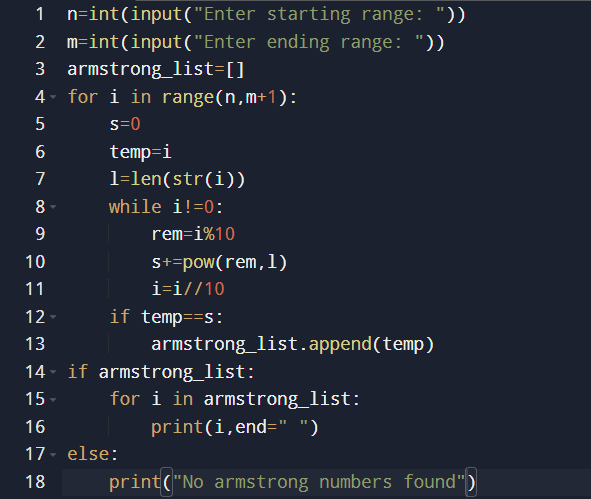 1 n=int(input("Enter starting range: "))
2 m=int(input("Enter ending range: "))
3 armstrong_list=[]
4 for i in range(n,m+1):
5     s=0
6     temp=i
7     l=len(str(i))
8     while i!=0:
9         rem=i%10
10         s+=pow(rem,l)
11         i=i//10
12     if temp==s:
13         armstrong_list.append(temp)
14 if armstrong_list:
15     for i in armstrong_list:
16         print(i,end=" ")
17 else:
18     print("No armstrong numbers found")